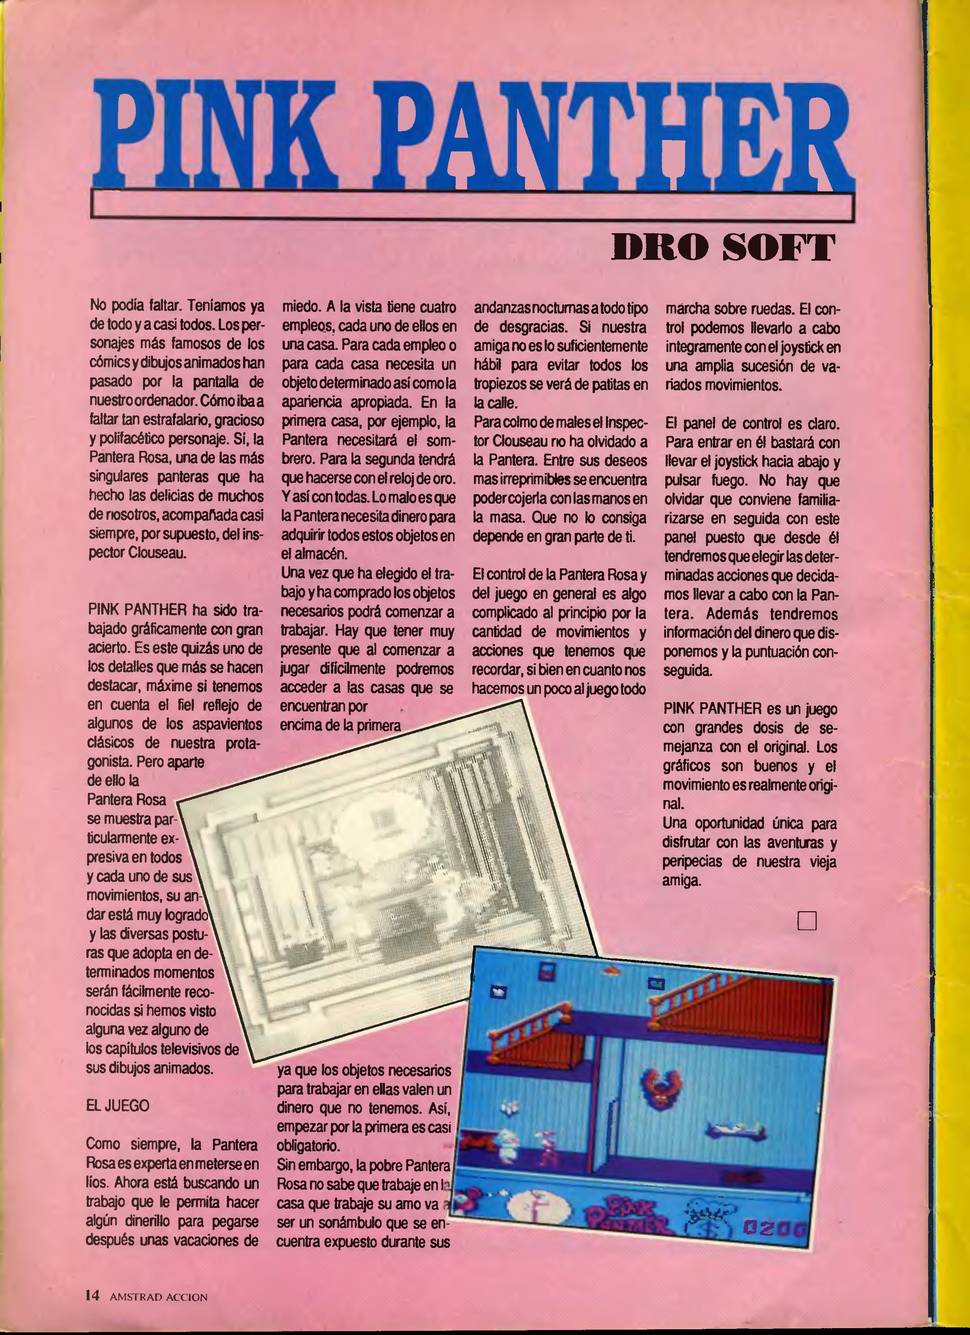 PINK PANTHER
DRO SOFT
No podía faltar. Teníamos ya
de todo y a casi todos. Los per-
sonajes más famosos de los
cómics y dibujos animados han
pasado por la pantalla de
nuestro ordenador. Cómo iba a
faltar tan estrafalario, gracioso
y polifacético personaje. Sí, la
Pantera Rosa, una de las más
singulares panteras que ha
hecho las delicias de muchos
de nosotros, acompañada casi
siempre, por supuesto, del ins-
pector Clouseau.
PINK PANTHER ha sido tra-
bajado gráficamente con gran
acierto. Es este quizás uno de
los detalles que más se hacen
destacar, máxime si tenemos
en cuenta el fiel reflejo de
algunos de los aspavientos
clásicos de nuestra prota-
gonista. Pero aparte
de ello la
Pantera Rosa
se muestra par-
ticularmente ex-
presiva en todos
y cada uno de sus
movimientos, su an-
dar está muy logrado
y las diversas postu-
ras que adopta en de-
terminados momentos
serán fácilmente reco-
nocidas si hemos visto
alguna vez alguno de
los capítulos televisivos de
sus dibujos animados.
EL JUEGO
Como siempre, la Pantera
Rosa es experta en meterse en
líos. Ahora está buscando un
trabajo que le permita hacer
algún dinerillo para pegarse
después unas vacaciones de
miedo. A la vista tiene cuatro
empleos, cada uno de ellos en
una casa. Para cada empleo o
para cada casa necesita un
objeto determinado así como la
apariencia apropiada. En la
primera casa, por ejemplo, la
Pantera necesitará el som-
brero. Para la segunda tendrá
que hacerse con el reloj de oro.
Y así con todas. Lo malo es que
la Pantera necesita dinero para
adquirir todos estos objetos en
el almacén.
Una vez que ha elegido el tra-
bajo y ha comprado los objetos
necesarios podrá comenzar a
trabajar. Hay que tener muy
presente que al comenzar a
jugar difícilmente podremos
acceder a las casas que se
encuentran por
encima de la primera
ya que los objetos necesarios
para trabajar en ellas valen un
dinero que no tenemos. Así,
empezar por la primera es casi
obligatorio.
Sin embargo, la pobre Pantera
Rosa no sabe que trabaje en la
casa que trabaje su amo va a
ser un sonámbulo que se en-
cuentra expuesto durante sus
andanzas nocturnas a todo tipo
de desgracias. Si nuestra
amiga no es lo suficientemente
hábil para evitar todos los
tropiezos se verá de patitas en
la calle.
Para colmo de males el Inspec-
tor Clouseau no ha olvidado a
la Pantera. Entre sus deseos
mas irreprimibles se encuentra
poder cojerla con las manos en
la masa. Que no lo consiga
depende en gran parte de ti.
El control de la Pantera Rosa y
del juego en general es algo
complicado al principio por la
cantidad de movimientos y
acciones que tenemos que
recordar, si bien en cuanto nos
hacemos un poco al juego todo
marcha sobre ruedas. El con-
trol podemos llevarlo a cabo
integramente con el joystick en
una amplia sucesión de va-
riados movimientos.
El panel de control es claro.
Para entrar en él bastará con
llevar el joystick hacia abajo y
pulsar fuego. No hay que
olvidar que conviene familia-
rizarse en seguida con este
panel puesto que desde él
tendremos que elegir las deter-
minadas acciones que decida-
mos llevar a cabo con la Pan-
tera. Además tendremos
información del dinero que dis-
ponemos y la puntuación con-
seguida.
PINK PANTHER es un juego
con grandes dosis de se-
mejanza con el original. Los
gráficos son buenos y el
movimiento es realmente origi-
nal.
Una oportunidad única para
disfrutar con las aventuras y
peripecias de nuestra vieja
amiga.
PINK
PANTHER
0200
14 AMSTRAD ACCION